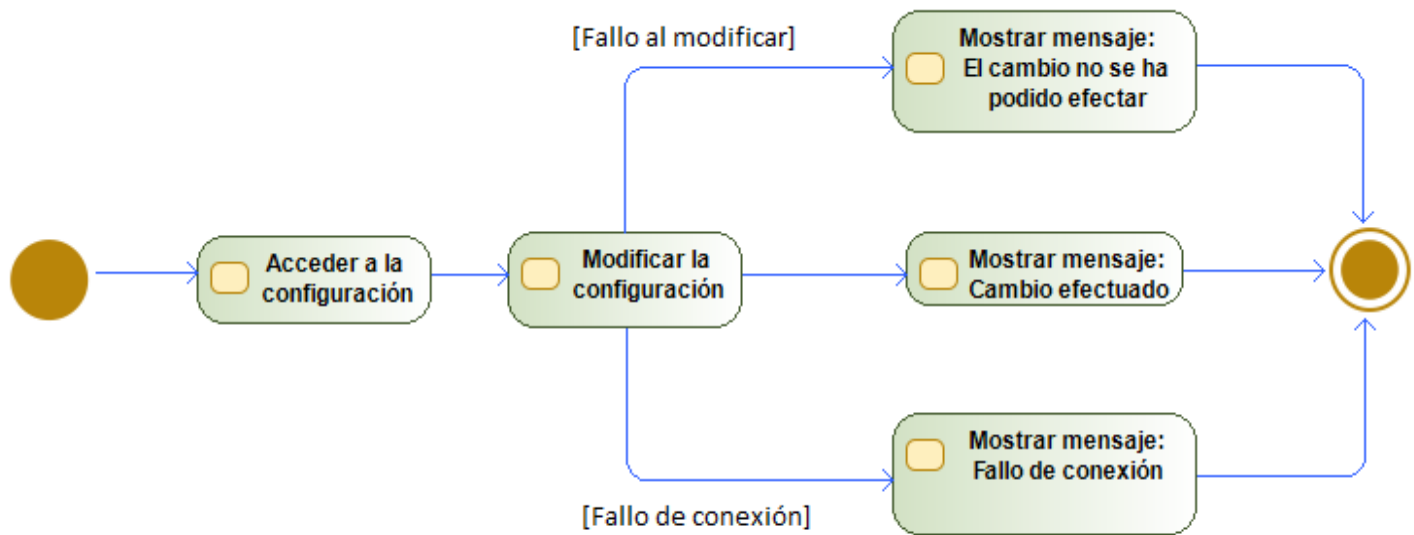 [Fallo al modificar]
Mostrar mensaje:
El cambio no se ha
podido efectar
Acceder a la
configuración
Modificar la
configuración
Mostrar mensaje:
Cambio efectuado
Mostrar mensaje:
Fallo de conexión
[Fallo de conexión]